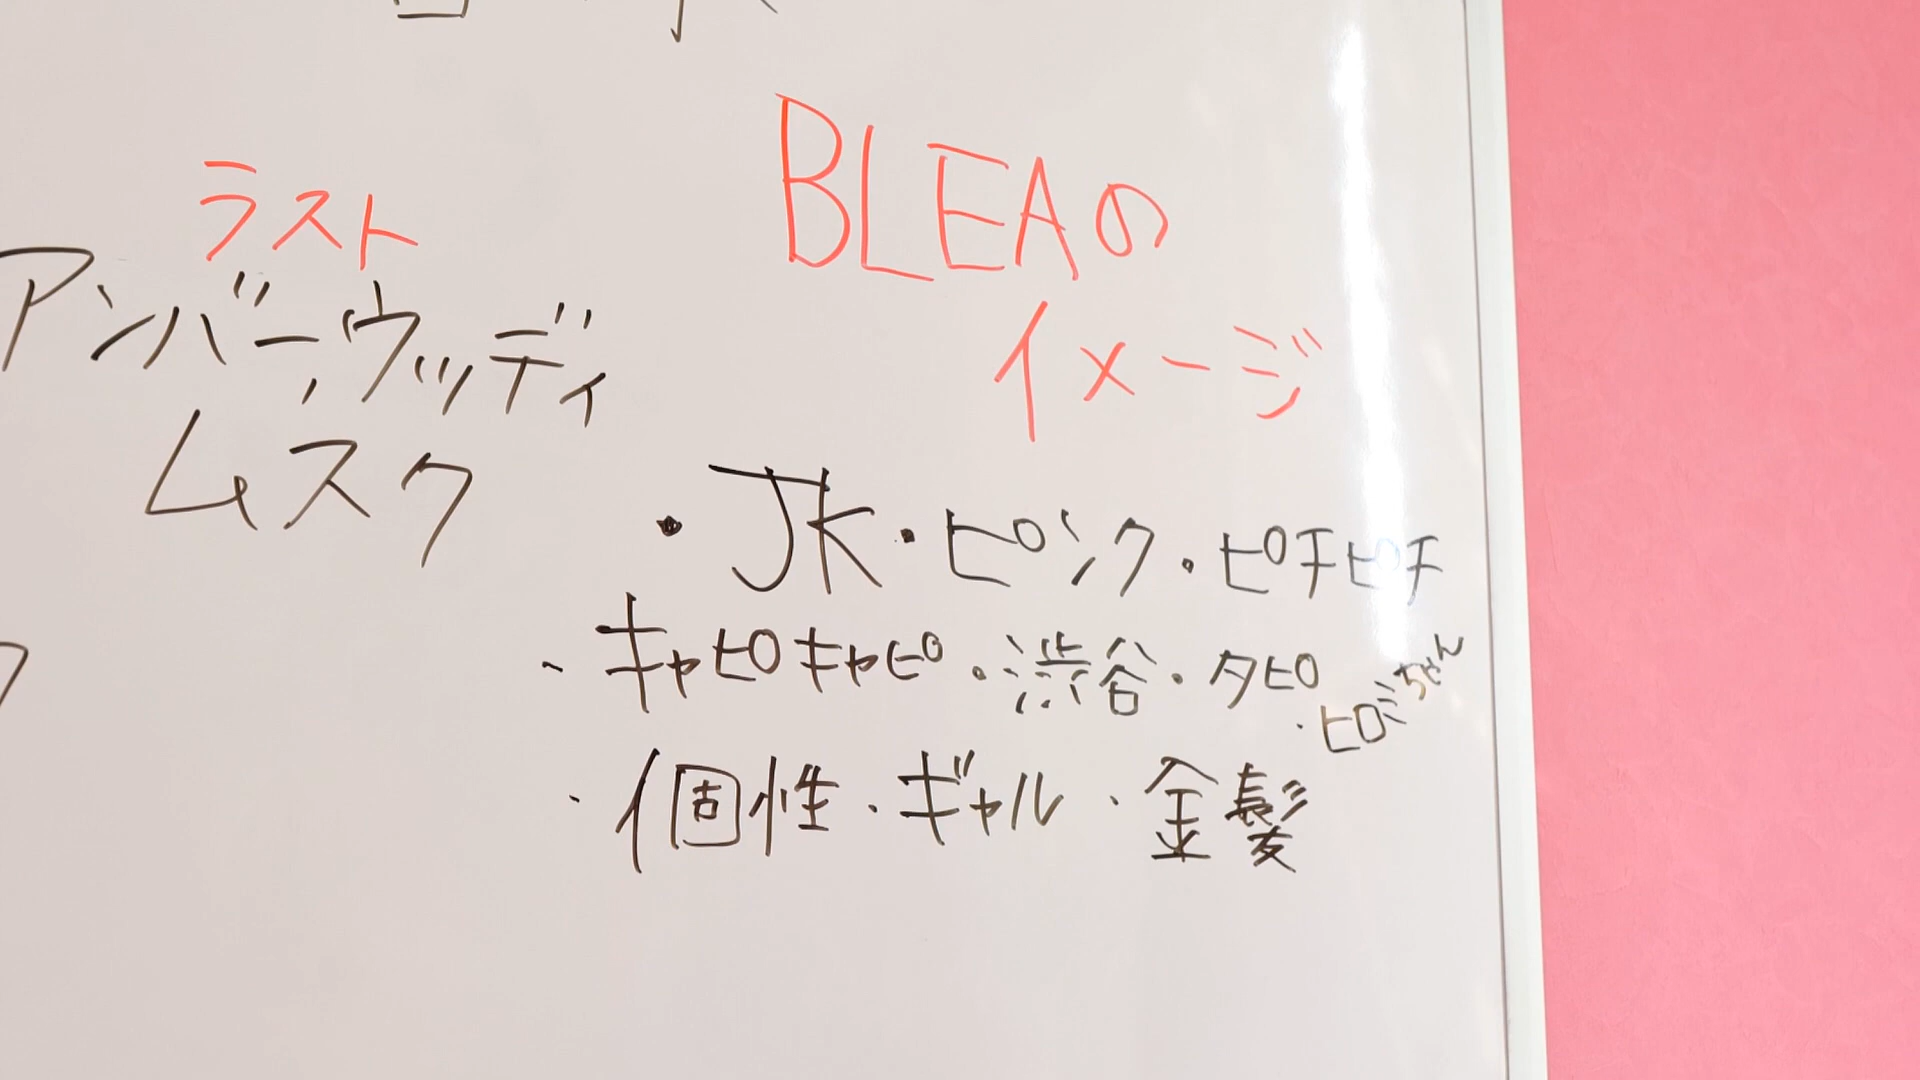 ラスト
アンバー,ウッディ
ムスク
BLEAの
イメージ
・JK・ピンク・ピチピチ
・キャピキャピ・渋谷・タピ
・ヒロミちゃん
・個性・ギャル・金髪